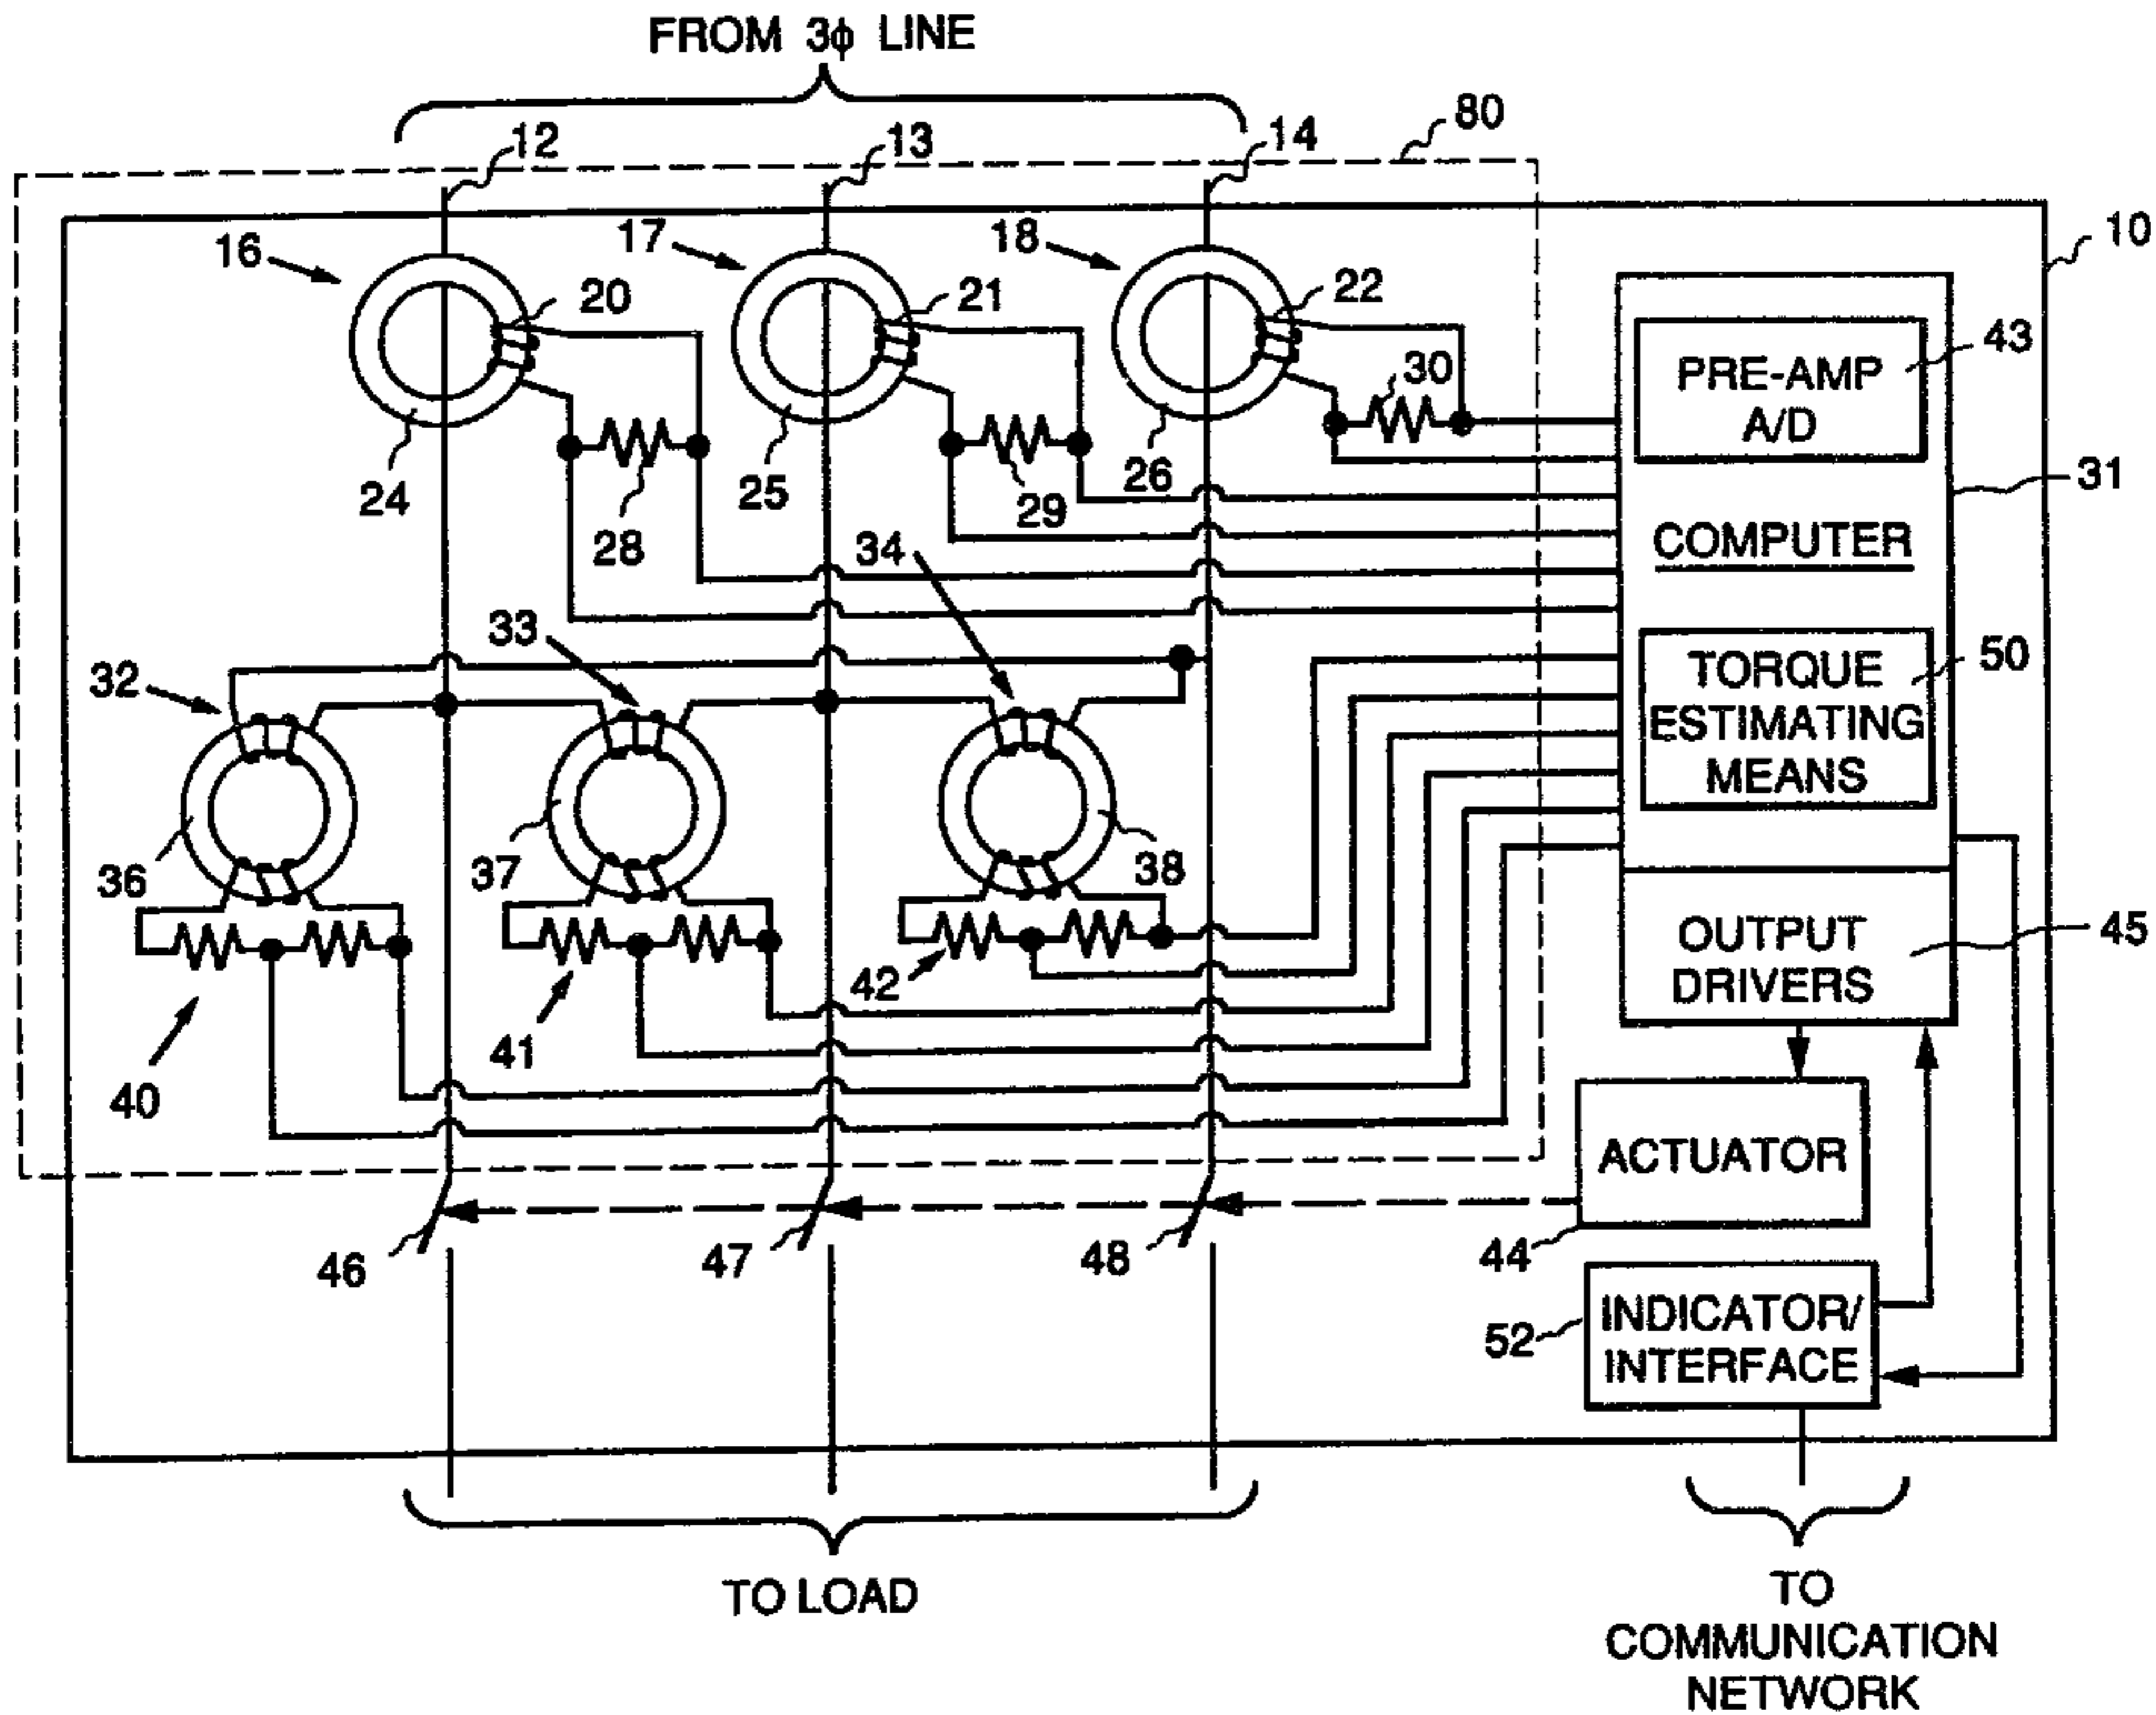 FROM 3ϕ LINE
80
12
13
14
10
16
17
18
20
21
22
43
PRE-AMP
A/D
30
31
24
25
26
28
29
COMPUTER
34
33
32
50
TORQUE
ESTIMATING
MEANS
36
37
38
45
OUTPUT
DRIVERS
42
41
40
ACTUATOR
46
47
48
44
52
INDICATOR/
INTERFACE
TO LOAD
TO
COMMUNICATION
NETWORK